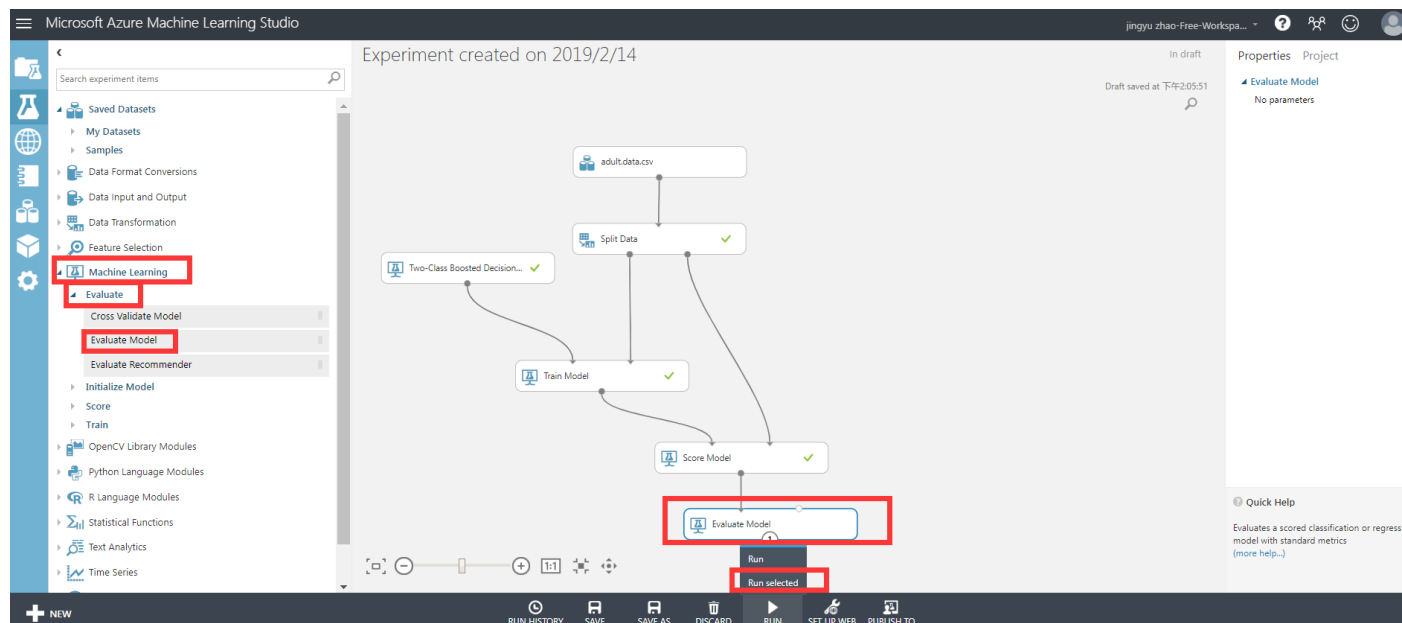 Microsoft Azure Machine Learning Studio
jingyu zhao-Free-Workspa...
Search experiment items
Saved Datasets
My Datasets
Samples
Data Format Conversions
Data Input and Output
Data Transformation
Feature Selection
Machine Learning
Evaluate
Cross Validate Model
Evaluate Model
Evaluate Recommender
Initialize Model
Score
Train
OpenCV Library Modules
Python Language Modules
R Language Modules
Statistical Functions
Text Analytics
Time Series
Experiment created on 2019/2/14
In draft
Draft saved at 下午2:05:51
adult.data.csv
Split Data
Two-Class Boosted Decision...
Train Model
Score Model
Evaluate Model
1
Run
Run selected
1:1
Properties Project
Evaluate Model
No parameters
Quick Help
Evaluates a scored classification or regress
model with standard metrics
(more help...)
NEW
RUN HISTORY
SAVE
SAVE AS
DISCARD
RUN
SET UP WEB
PUBLISH TO